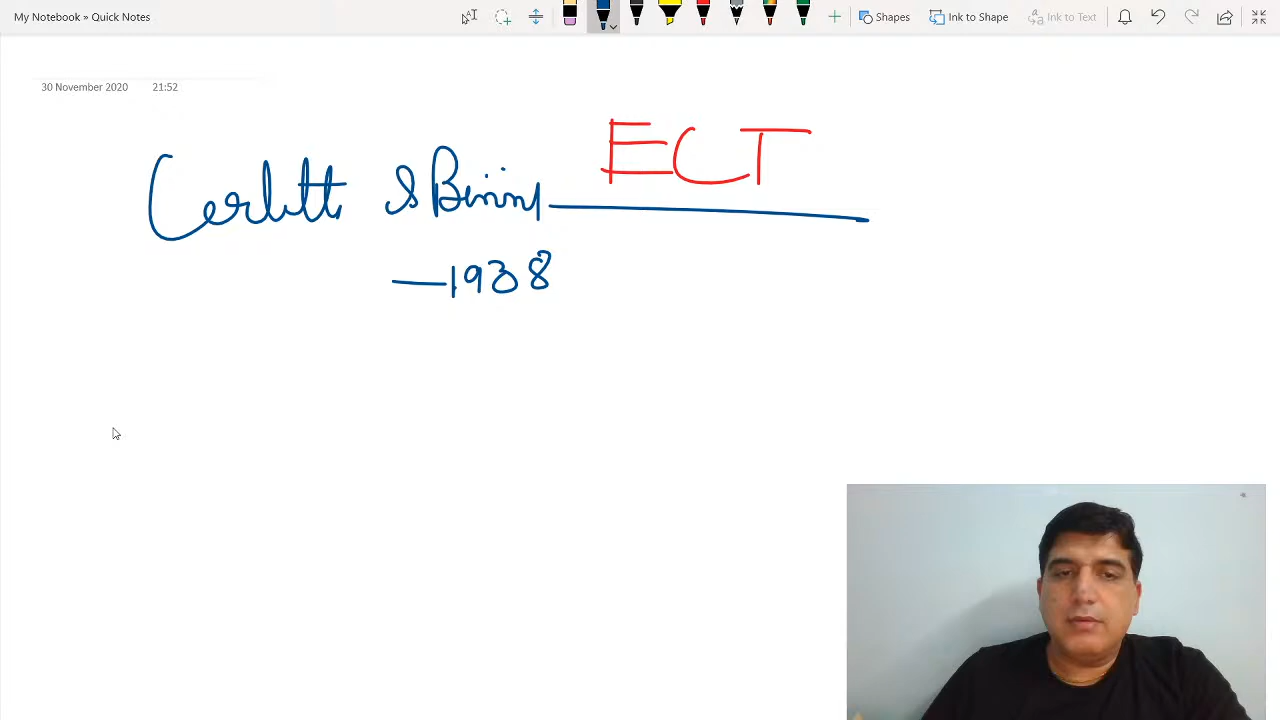 My Notebook » Quick Notes
Shapes
Ink to Shape
Ink to Text
30 November 2020 21:52
ECT
Cerletti & Bini
—1938